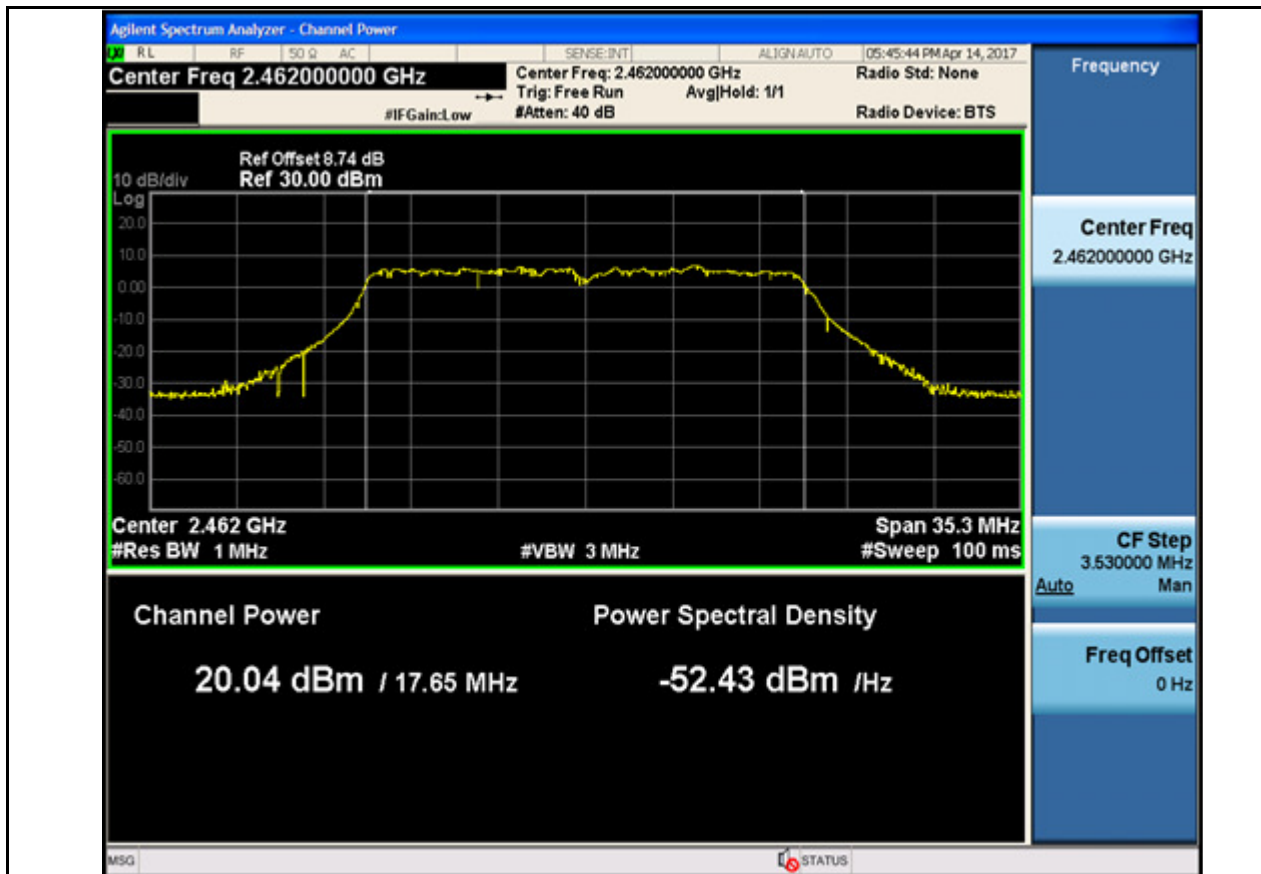 Agilent Spectrum Analyzer - Channel Power
LXI RL RF 50 Ω AC SENSE:INT ALIGN AUTO 05:45:44 PM Apr 14, 2017
Center Freq 2.462000000 GHz
Center Freq: 2.462000000 GHz
Radio Std: None
Trig: Free Run Avg|Hold: 1/1
#IFGain:Low
#Atten: 40 dB
Radio Device: BTS
Frequency
Ref Offset 8.74 dB
10 dB/div Ref 30.00 dBm
Log
20.0
10.0
0.00
-10.0
-20.0
-30.0
-40.0
-50.0
-60.0
Center 2.462 GHz Span 35.3 MHz
#Res BW 1 MHz #VBW 3 MHz #Sweep 100 ms
Center Freq
2.462000000 GHz
CF Step
3.530000 MHz
Auto Man
Freq Offset
0 Hz
Channel Power
Power Spectral Density
20.04 dBm / 17.65 MHz
-52.43 dBm /Hz
MSG STATUS